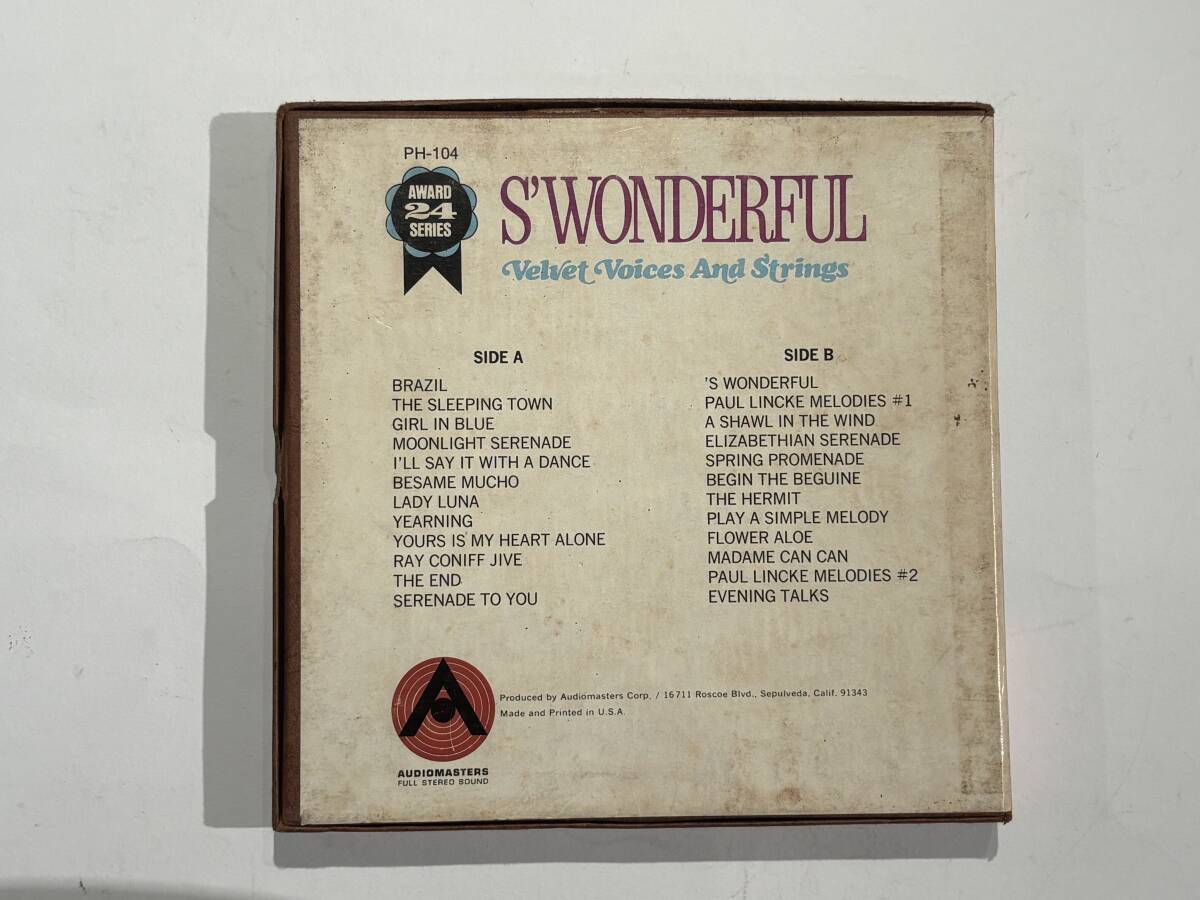 PH-104
AWARD
24
SERIES
S'WONDERFUL
Velvet Voices And Strings
SIDE A
BRAZIL
THE SLEEPING TOWN
GIRL IN BLUE
MOONLIGHT SERENADE
I'LL SAY IT WITH A DANCE
BESAME MUCHO
LADY LUNA
YEARNING
YOURS IS MY HEART ALONE
RAY CONIFF JIVE
THE END
SERENADE TO YOU
SIDE B
'S WONDERFUL
PAUL LINCKE MELODIES #1
A SHAWL IN THE WIND
ELIZABETHIAN SERENADE
SPRING PROMENADE
BEGIN THE BEGUINE
THE HERMIT
PLAY A SIMPLE MELODY
FLOWER ALOE
MADAME CAN CAN
PAUL LINCKE MELODIES #2
EVENING TALKS
Produced by Audiomasters Corp. / 16711 Roscoe Blvd., Sepulveda, Calif. 91343
Made and Printed in U.S.A.
A
AUDIOMASTERS
FULL STEREO SOUND